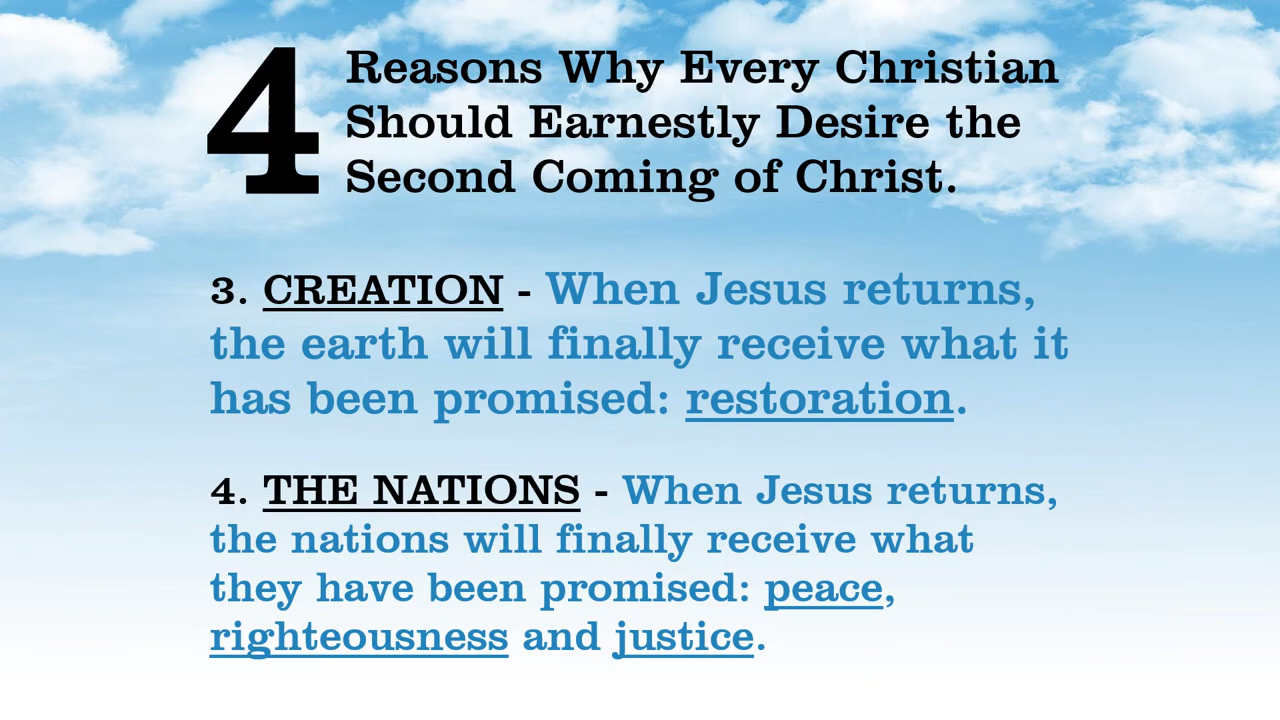 4 Reasons Why Every Christian
Should Earnestly Desire the
Second Coming of Christ.
3. CREATION - When Jesus returns,
the earth will finally receive what it
has been promised: restoration.
4. THE NATIONS - When Jesus returns,
the nations will finally receive what
they have been promised: peace,
righteousness and justice.